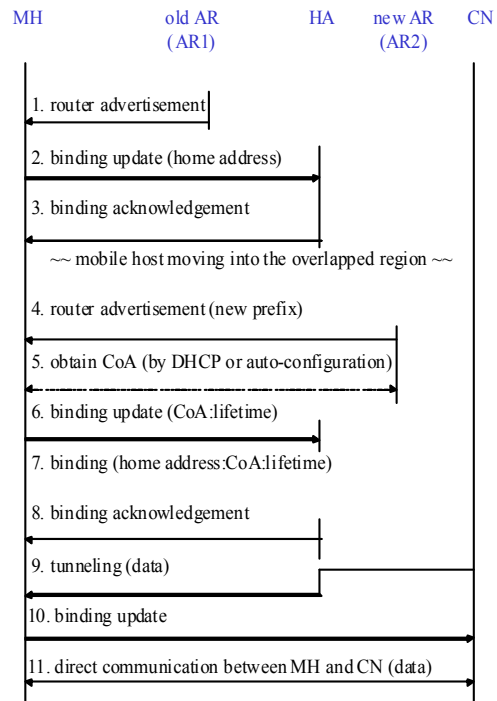 MH old AR HA new AR CN
(AR1) (AR2)
1. router advertisement
2. binding update (home address)
3. binding acknowledgement
~~ mobile host moving into the overlapped region ~~
4. router advertisement (new prefix)
5. obtain CoA (by DHCP or auto-configuration)
6. binding update (CoA:lifetime)
7. binding (home address:CoA:lifetime)
8. binding acknowledgement
9. tunneling (data)
10. binding update
11. direct communication between MH and CN (data)